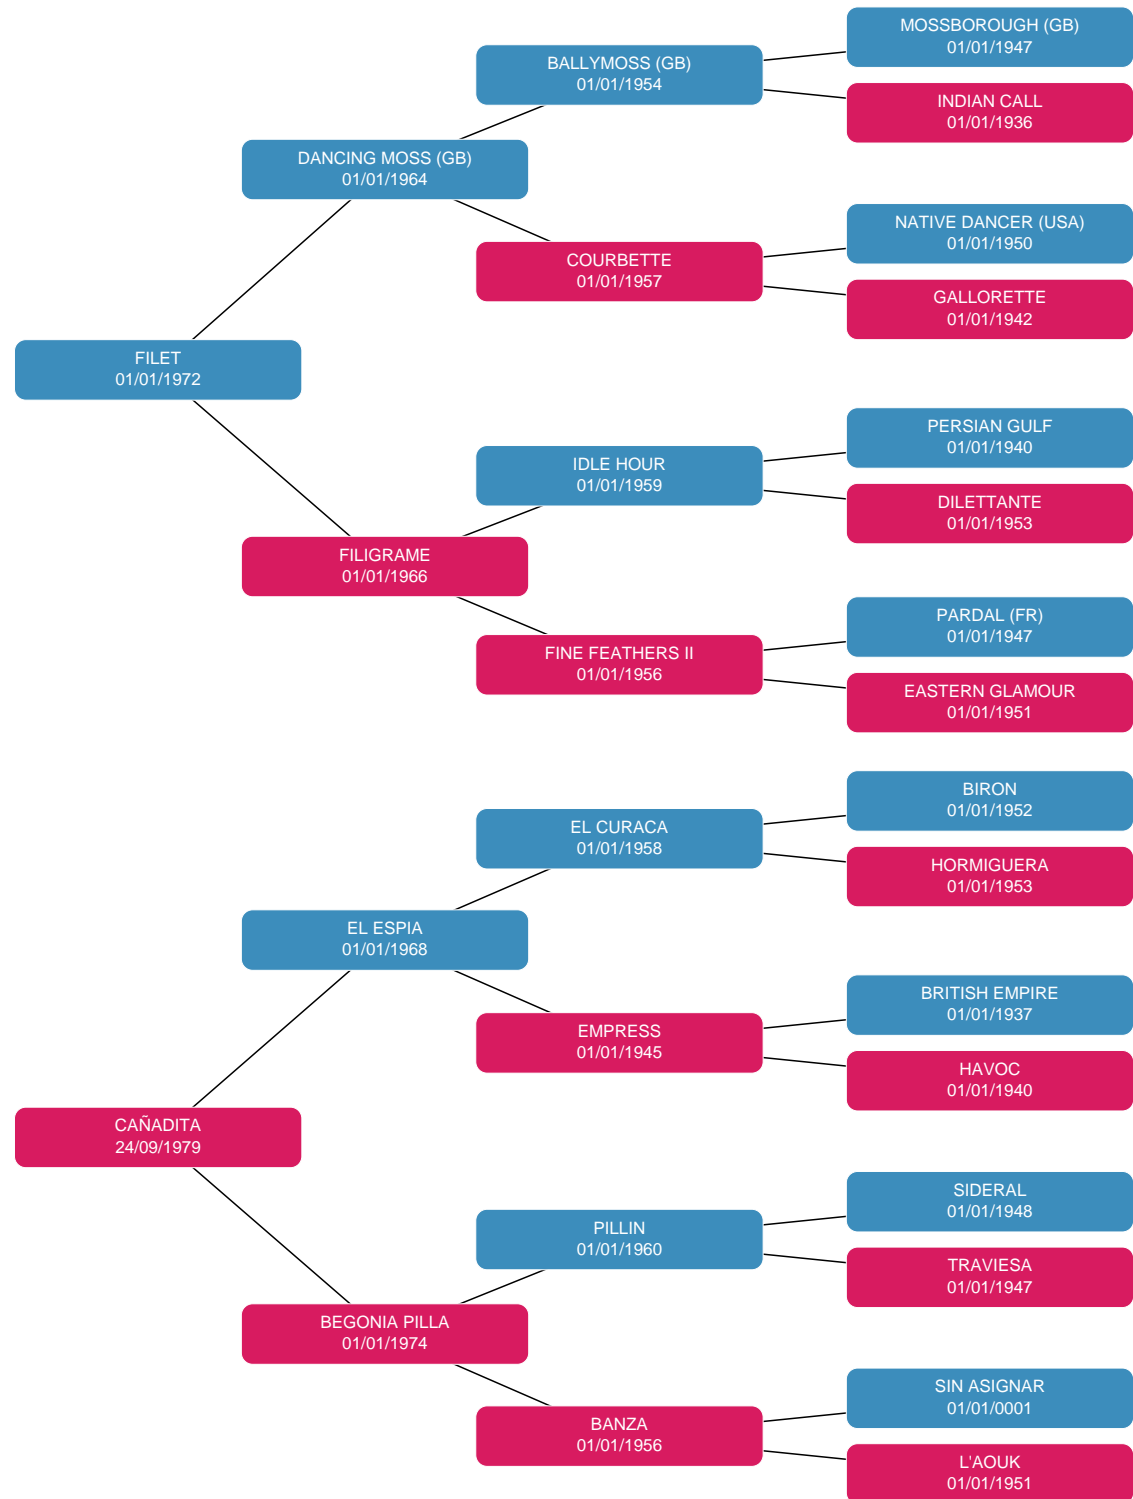 MOSSBOROUGH (GB)
01/01/1947
BALLYMOSS (GB)
01/01/1954
INDIAN CALL
01/01/1936
DANCING MOSS (GB)
01/01/1964
NATIVE DANCER (USA)
01/01/1950
COURBETTE
01/01/1957
GALLORETTE
01/01/1942
FILET
01/01/1972
PERSIAN GULF
01/01/1940
IDLE HOUR
01/01/1959
DILETTANTE
01/01/1953
FILIGRAME
01/01/1966
PARDAL (FR)
01/01/1947
FINE FEATHERS II
01/01/1956
EASTERN GLAMOUR
01/01/1951
BIRON
01/01/1952
EL CURACA
01/01/1958
HORMIGUERA
01/01/1953
EL ESPIA
01/01/1968
BRITISH EMPIRE
01/01/1937
EMPRESS
01/01/1945
HAVOC
01/01/1940
CAÑADITA
24/09/1979
SIDERAL
01/01/1948
PILLIN
01/01/1960
TRAVIESA
01/01/1947
BEGONIA PILLA
01/01/1974
SIN ASIGNAR
01/01/0001
BANZA
01/01/1956
L'AOUK
01/01/1951